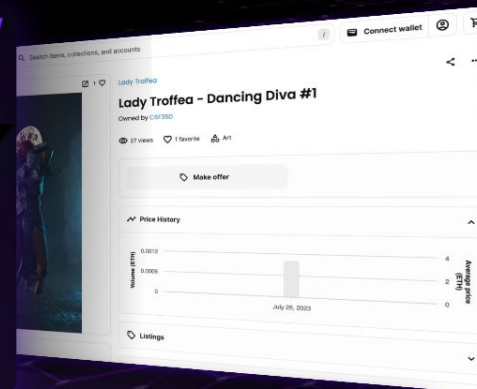 Search items, collections, and accounts
/
Connect wallet
1
Lady Troffea
Lady Troffea - Dancing Diva #1
Owned by
27 views
1 favorite
Art
Make offer
Price History
Volume (ETH)
0.0012
0.0006
0
4
2
0
Average price (ETH)
July 26, 2023
Listings